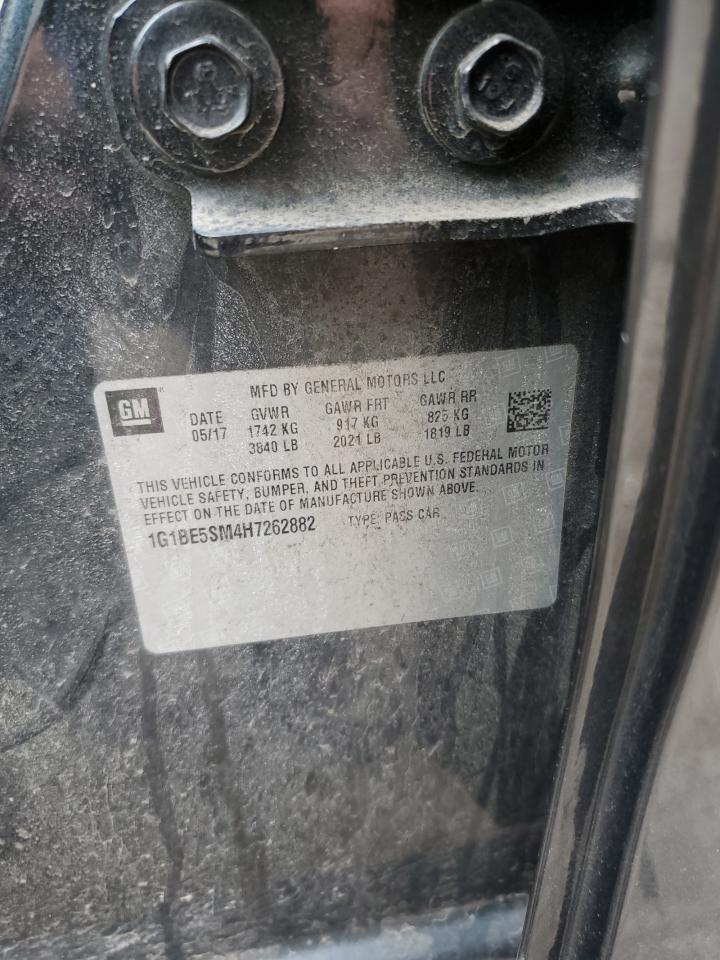 GM
MFD BY GENERAL MOTORS LLC
DATE GVWR GAWR FRT GAWR RR
05/17 1742 KG 917 KG 825 KG
3840 LB 2021 LB 1819 LB
THIS VEHICLE CONFORMS TO ALL APPLICABLE U.S. FEDERAL MOTOR
VEHICLE SAFETY, BUMPER, AND THEFT PREVENTION STANDARDS IN
EFFECT ON THE DATE OF MANUFACTURE SHOWN ABOVE.
1G1BE5SM4H7262882 TYPE: PASS CAR